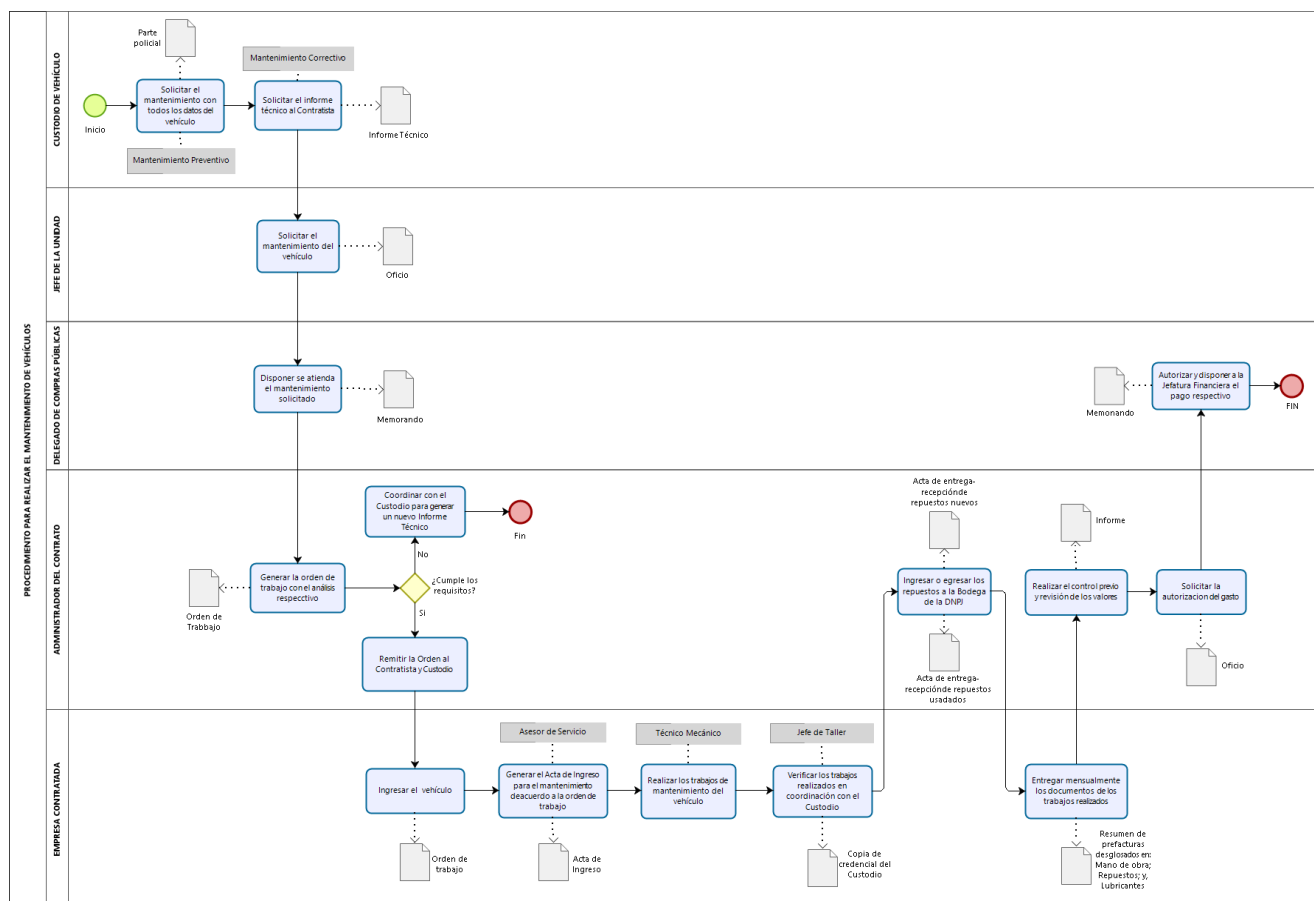 PROCEDIMIENTO PARA REALIZAR EL MANTENIMIENTO DE VEHÍCULOS
CUSTODIO DE VEHÍCULO
Parte
policial
Inicio
Solicitar el
mantenimiento con
todos los datos del
vehículo
Mantenimiento Preventivo
Mantenimiento Correctivo
Solicitar el informe
técnico al Contratista
Informe Técnico
JEFE DE LA UNIDAD
Solicitar el
mantenimiento del
vehículo
Oficio
DELEGADO DE COMPRAS PÚBLICAS
Disponer se atienda
el mantenimiento
solicitado
Memorando
Memonando
Autorizar y disponer a la
Jefatura Financiera el
pago respectivo
FIN
ADMINISTRADOR DEL CONTRATO
Orden de
Trabbajo
Generar la orden de
trabajo con el análisis
respecctivo
¿Cumple los
requisitos?
No
Coordinar con el
Custodio para generar
un nuevo Informe
Técnico
Fin
Si
Remitir la Orden al
Contratista y Custodio
Acta de entrega-
recepciónde
repuestos nuevos
Ingresar o egresar los
repuestos a la Bodega
de la DNPJ
Acta de entrega-
recepciónde repuestos
usadados
Informe
Realizar el control previo
y revisión de los valores
Solicitar la
autorizacion del gasto
Oficio
EMPRESA CONTRATADA
Ingresar el vehículo
Orden de
trabajo
Asesor de Servicio
Generar el Acta de Ingreso
para el mantenimiento
deacuerdo a la orden de
trabajo
Acta de
Ingreso
Técnico Mecánico
Realizar los trabajos de
mantenimiento del
vehículo
Jefe de Taller
Verificar los trabajos
realizados en
coordinación con el
Custodio
Copia de
credencial del
Custodio
Entregar mensualmente
los documentos de los
trabajos realizados
Resumen de
prefacturas
desglosados en:
Mano de obra;
Repuestos; y,
Lubricantes